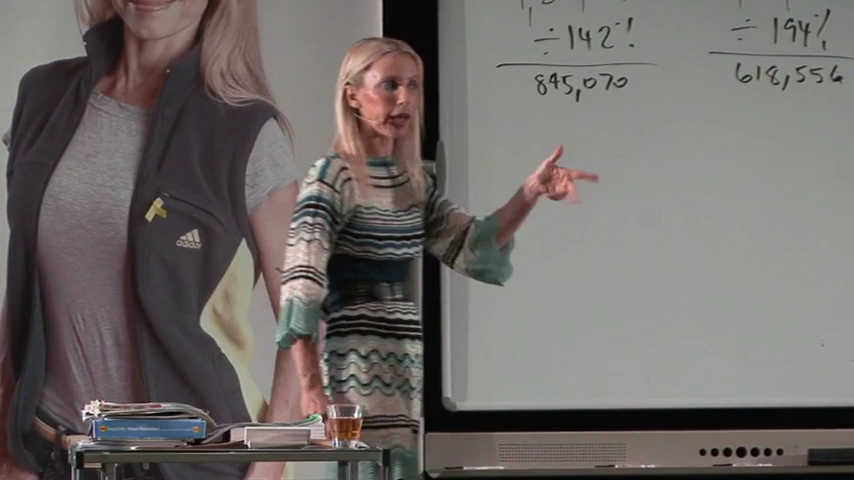 ÷ 142%
÷ 194%
845,070
618,556
adidas